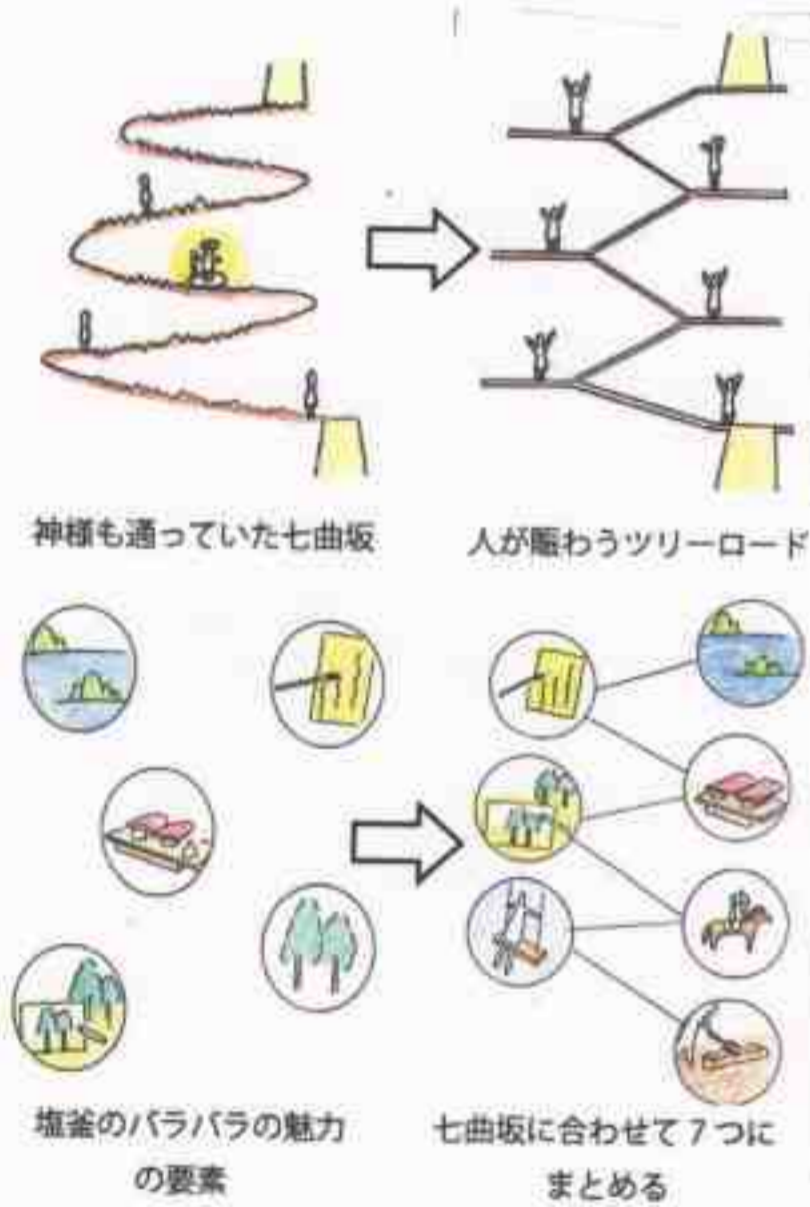 神様も通っていた七曲坂
人が賑わうツリーロード
塩釜のバラバラの魅力
の要素
七曲坂に合わせて７つに
まとめる